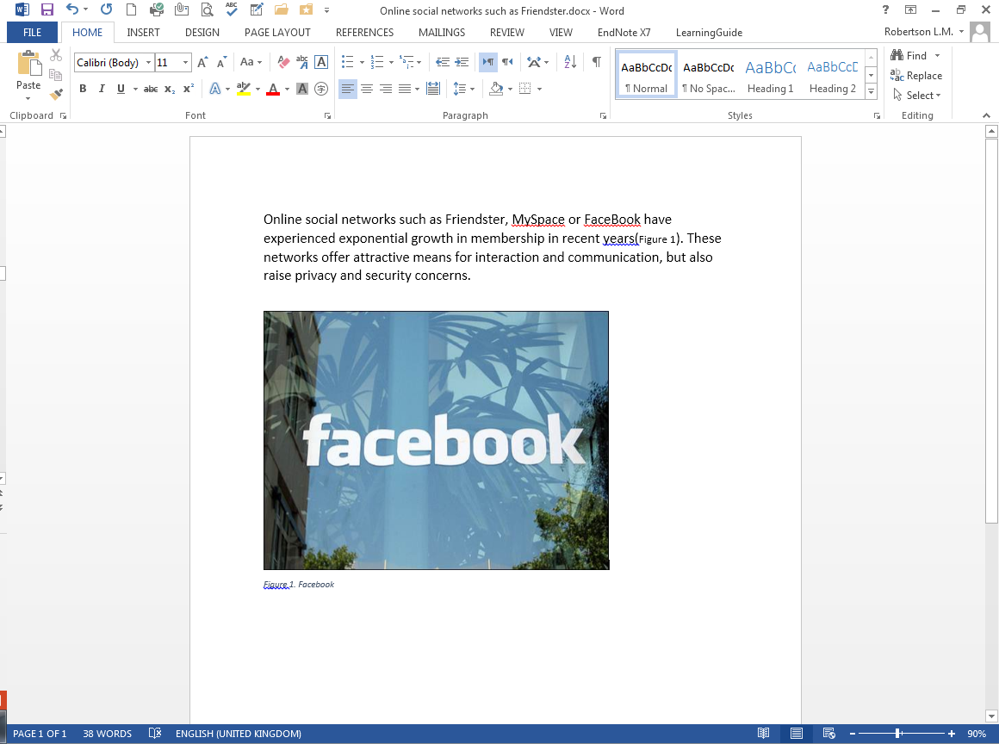 Online social networks such as Friendster.docx - Word
?
FILE HOME INSERT DESIGN PAGE LAYOUT REFERENCES MAILINGS REVIEW VIEW EndNote X7 LearningGuide
Robertson L.M.
Calibri (Body) 11 Aa
Paste
B I U abc x₂ x²
Clipboard Font Paragraph Styles Editing
AaBbCcDc AaBbCcDc AaBbCc AaBbCcD
¶ Normal ¶ No Spac... Heading 1 Heading 2
Find
Replace
Select
Online social networks such as Friendster, MySpace or FaceBook have
experienced exponential growth in membership in recent years(Figure 1). These
networks offer attractive means for interaction and communication, but also
raise privacy and security concerns.
facebook
Figure 1. Facebook
PAGE 1 OF 1 38 WORDS ENGLISH (UNITED KINGDOM) 90%